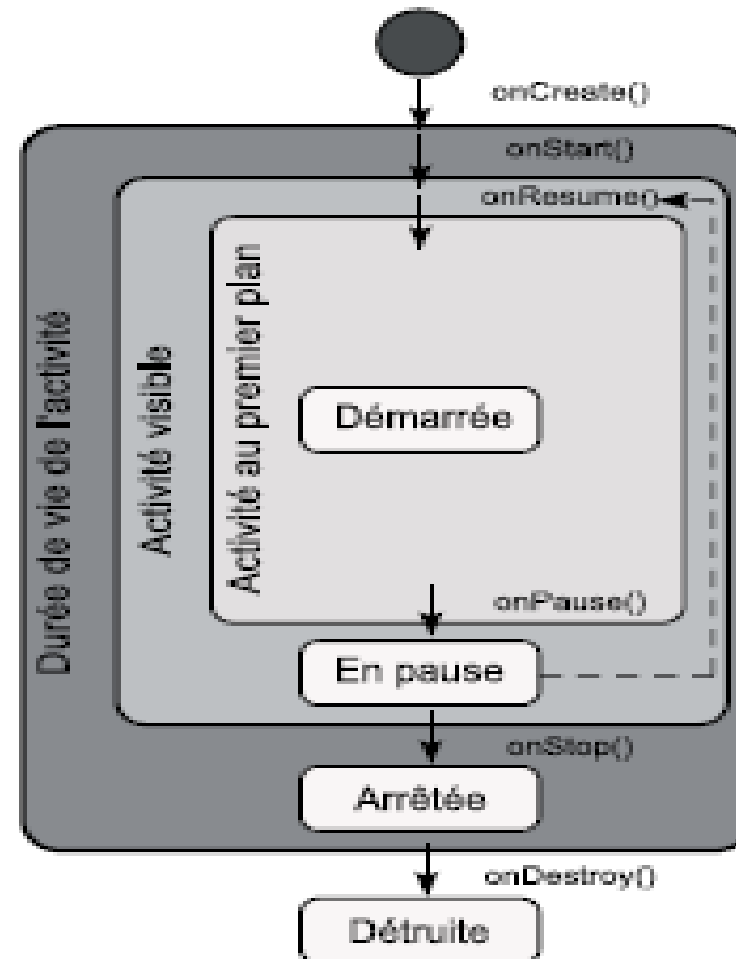 onCreate()
onStart()
onResume()
Durée de vie de l'activité
Activité visible
Activité au premier plan
Démarrée
onPause()
En pause
onStop()
Arrêtée
onDestroy()
Détruite